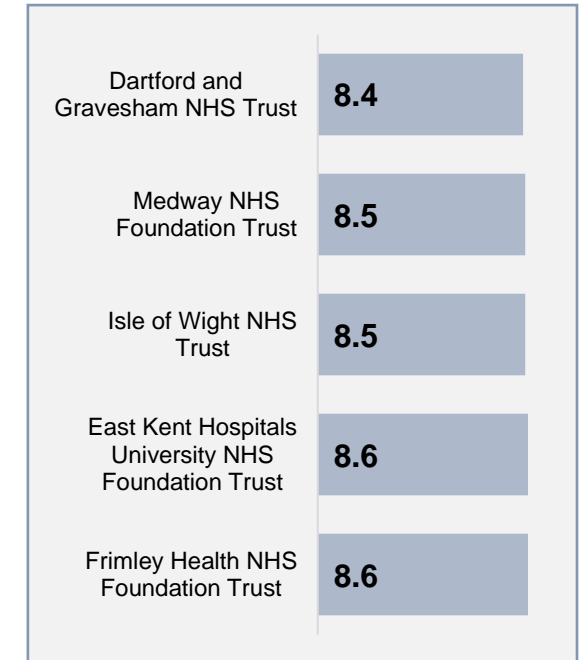 Dartford and
Gravesham NHS Trust
8.4
Medway NHS
Foundation Trust
8.5
Isle of Wight NHS
Trust
8.5
East Kent Hospitals
University NHS
Foundation Trust
8.6
Frimley Health NHS
Foundation Trust
8.6